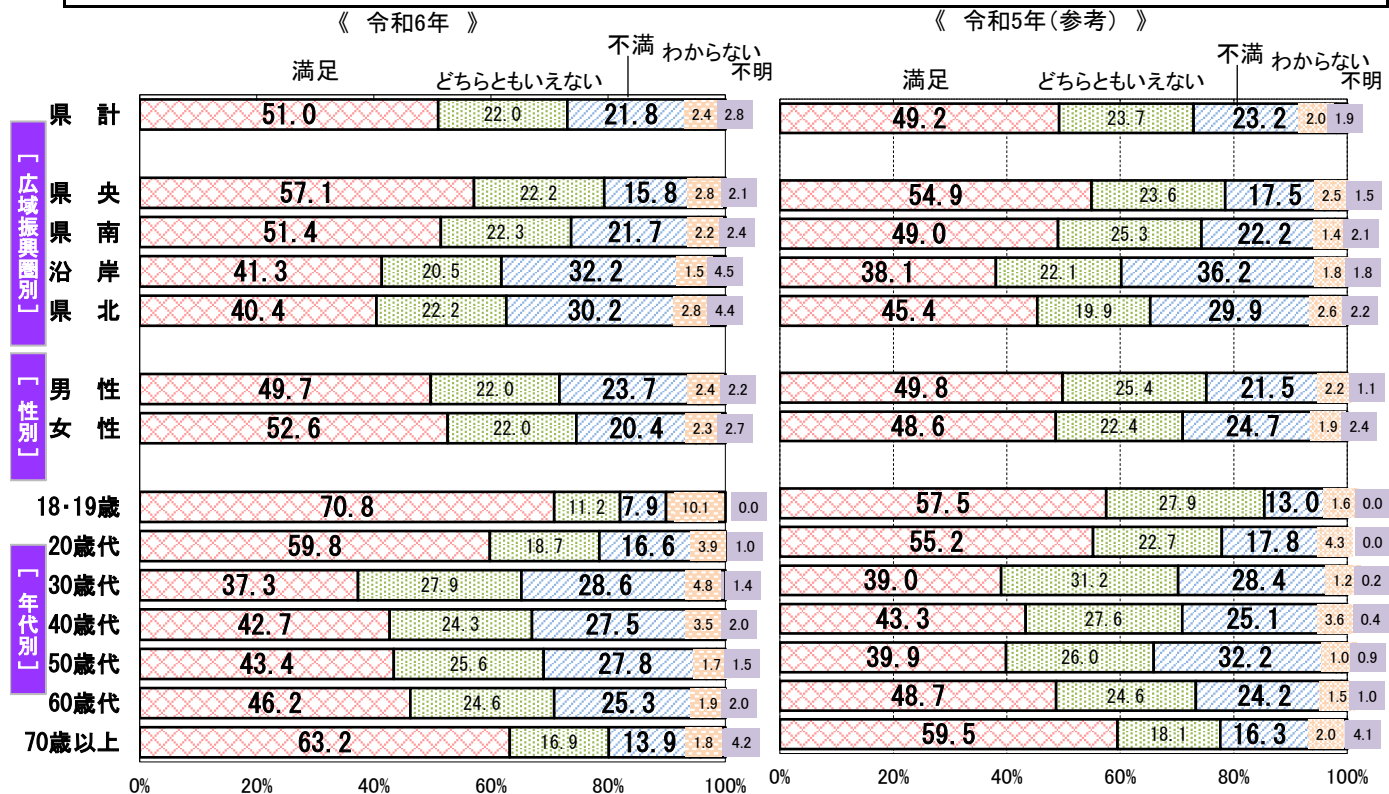 《 令和6年 》 《 令和5年(参考) 》
満足 どちらともいえない 不満 わからない 不明 満足 どちらともいえない 不満 わからない 不明
県 計 51.0 22.0 21.8 2.4 2.8 49.2 23.7 23.2 2.0 1.9
[広域振興圏別]
県 央 57.1 22.2 15.8 2.8 2.1 54.9 23.6 17.5 2.5 1.5
県 南 51.4 22.3 21.7 2.2 2.4 49.0 25.3 22.2 1.4 2.1
沿 岸 41.3 20.5 32.2 1.5 4.5 38.1 22.1 36.2 1.8 1.8
県 北 40.4 22.2 30.2 2.8 4.4 45.4 19.9 29.9 2.6 2.2
[性別]
男 性 49.7 22.0 23.7 2.4 2.2 49.8 25.4 21.5 2.2 1.1
女 性 52.6 22.0 20.4 2.3 2.7 48.6 22.4 24.7 1.9 2.4
[年代別]
18・19歳 70.8 11.2 7.9 10.1 0.0 57.5 27.9 13.0 1.6 0.0
20歳代 59.8 18.7 16.6 3.9 1.0 55.2 22.7 17.8 4.3 0.0
30歳代 37.3 27.9 28.6 4.8 1.4 39.0 31.2 28.4 1.2 0.2
40歳代 42.7 24.3 27.5 3.5 2.0 43.3 27.6 25.1 3.6 0.4
50歳代 43.4 25.6 27.8 1.7 1.5 39.9 26.0 32.2 1.0 0.9
60歳代 46.2 24.6 25.3 1.9 2.0 48.7 24.6 24.2 1.5 1.0
70歳以上 63.2 16.9 13.9 1.8 4.2 59.5 18.1 16.3 2.0 4.1
0% 20% 40% 60% 80% 100% 0% 20% 40% 60% 80% 100%